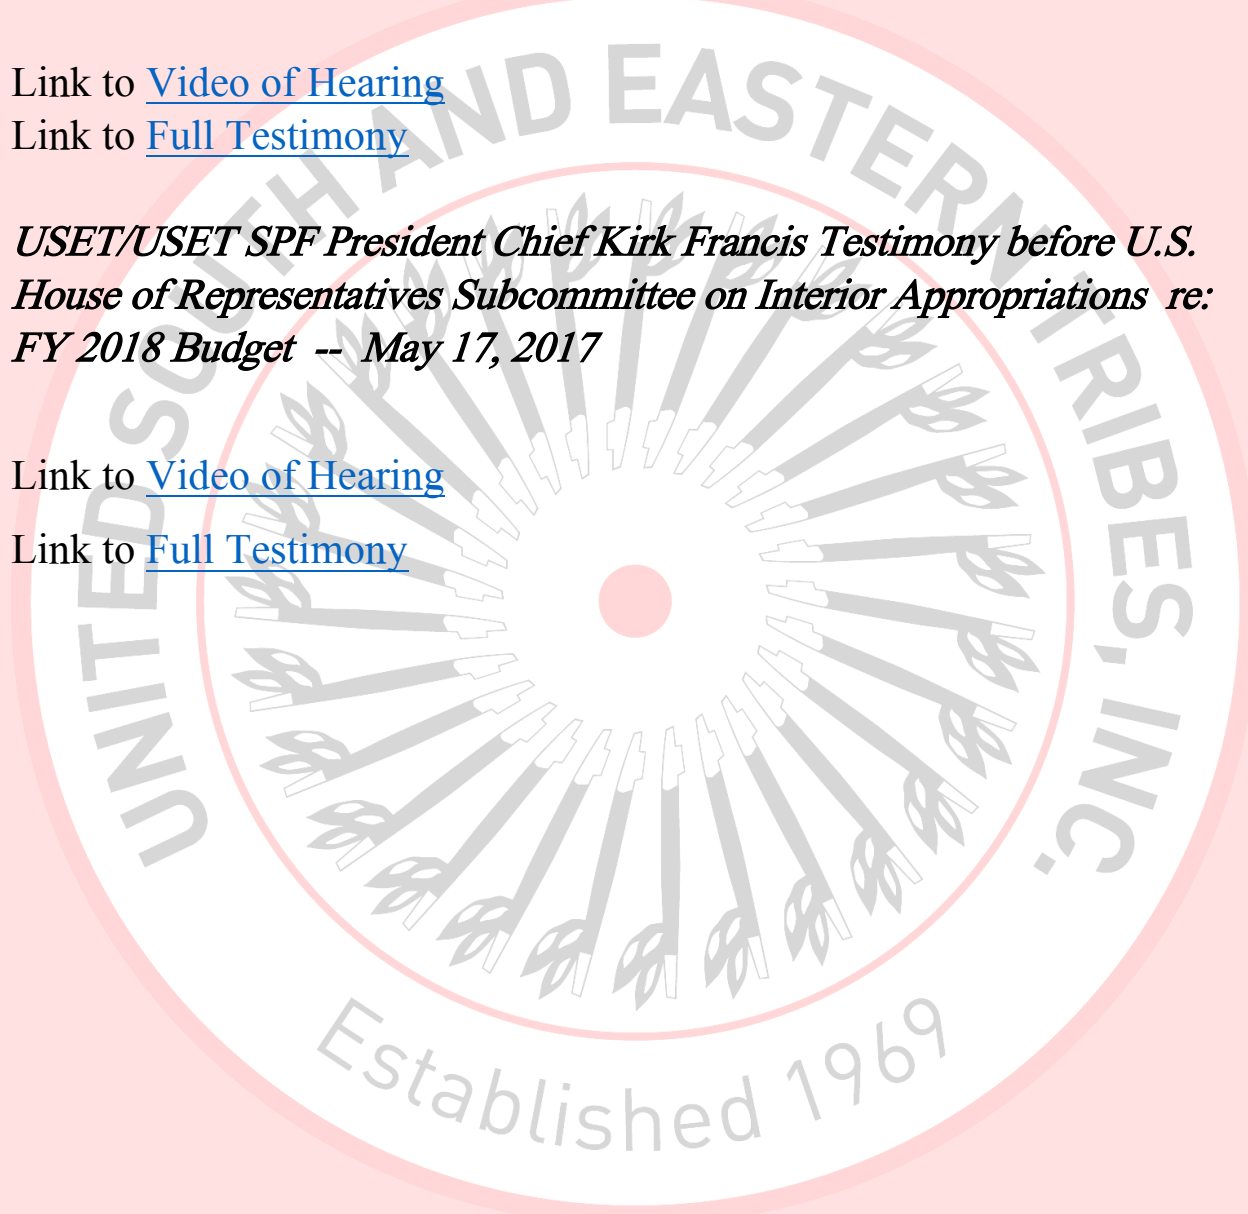 Link to Video of Hearing
Link to Full Testimony
USET/USET SPF President Chief Kirk Francis Testimony before U.S.
House of Representatives Subcommittee on Interior Appropriations  re:
FY 2018 Budget  --  May 17, 2017
Link to Video of Hearing
Link to Full Testimony
UNITED SOUTH AND EASTERN TRIBES, INC.
Established 1969